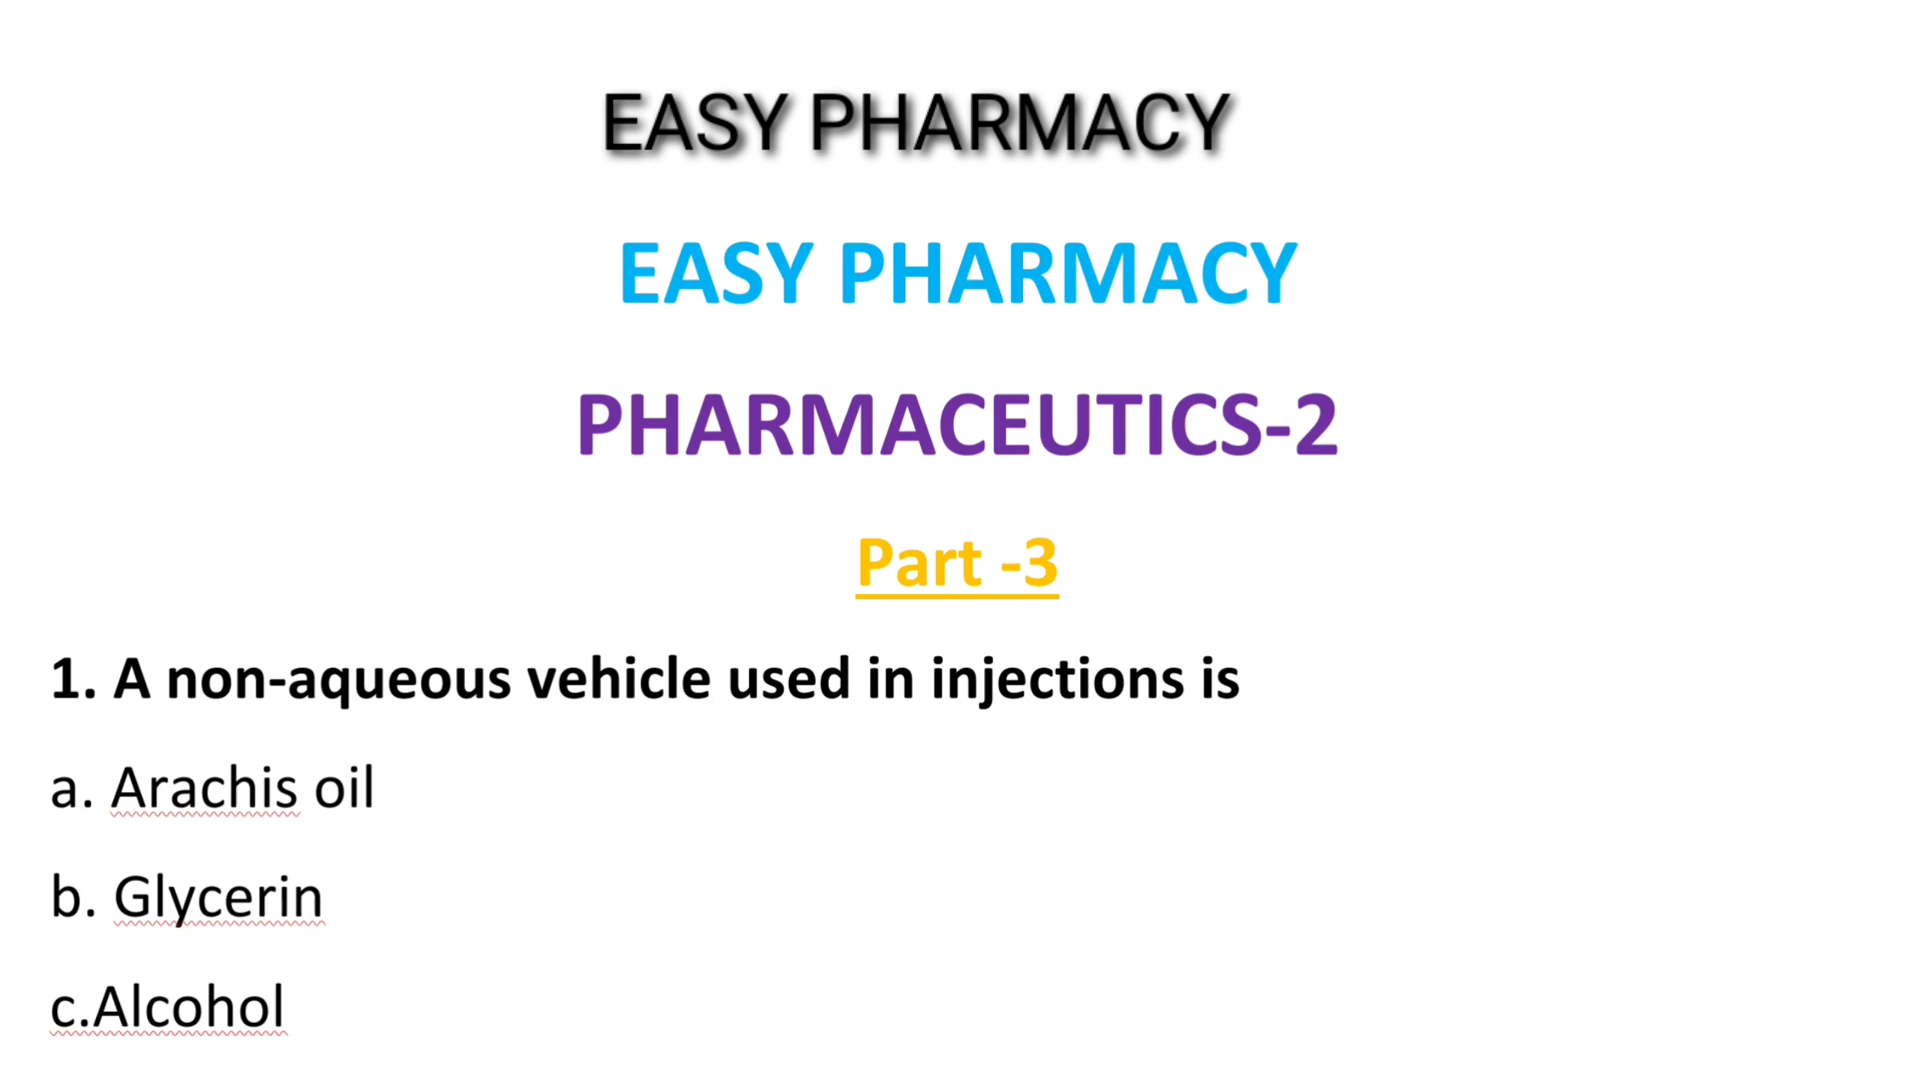 EASY PHARMACY
EASY PHARMACY
PHARMACEUTICS-2
Part -3
1. A non-aqueous vehicle used in injections is
a. Arachis oil
b. Glycerin
c.Alcohol